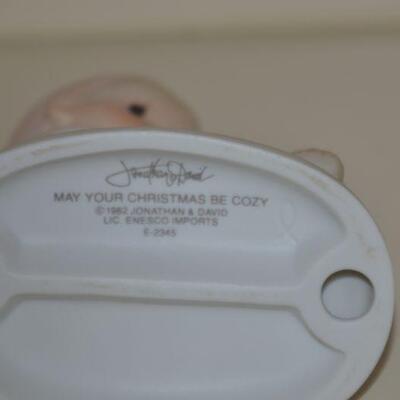 Jonathan & David
MAY YOUR CHRISTMAS BE COZY
©1982 JONATHAN & DAVID
LIC. ENESCO IMPORTS
E-2345